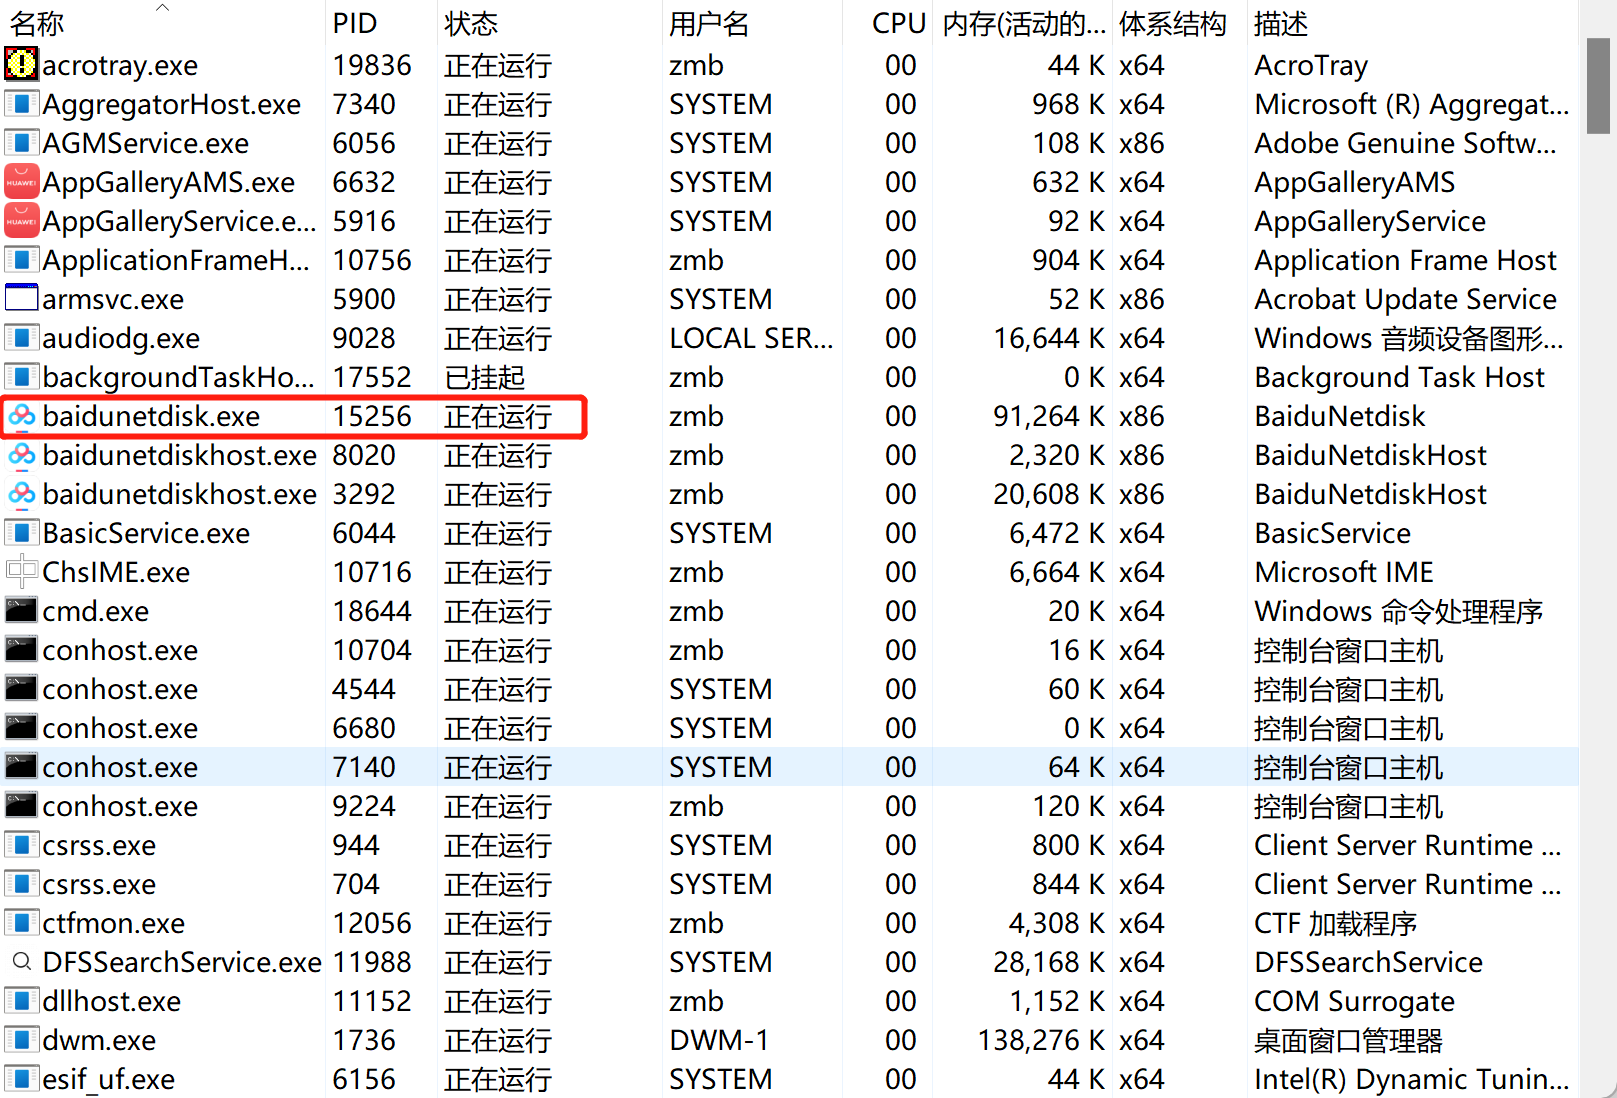 名称 PID 状态 用户名 CPU 内存(活动的... 体系结构 描述
acrotray.exe 19836 正在运行 zmb 00 44 K x64 AcroTray
AggregatorHost.exe 7340 正在运行 SYSTEM 00 968 K x64 Microsoft (R) Aggregat...
AGMService.exe 6056 正在运行 SYSTEM 00 108 K x86 Adobe Genuine Softw...
HUAWEI AppGalleryAMS.exe 6632 正在运行 SYSTEM 00 632 K x64 AppGalleryAMS
HUAWEI AppGalleryService.e... 5916 正在运行 SYSTEM 00 92 K x64 AppGalleryService
ApplicationFrameH... 10756 正在运行 zmb 00 904 K x64 Application Frame Host
armsvc.exe 5900 正在运行 SYSTEM 00 52 K x86 Acrobat Update Service
audiodg.exe 9028 正在运行 LOCAL SER... 00 16,644 K x64 Windows 音频设备图形...
backgroundTaskHo... 17552 已挂起 zmb 00 0 K x64 Background Task Host
baidunetdisk.exe 15256 正在运行 zmb 00 91,264 K x86 BaiduNetdisk
baidunetdiskhost.exe 8020 正在运行 zmb 00 2,320 K x86 BaiduNetdiskHost
baidunetdiskhost.exe 3292 正在运行 zmb 00 20,608 K x86 BaiduNetdiskHost
BasicService.exe 6044 正在运行 SYSTEM 00 6,472 K x64 BasicService
ChsIME.exe 10716 正在运行 zmb 00 6,664 K x64 Microsoft IME
cmd.exe 18644 正在运行 zmb 00 20 K x64 Windows 命令处理程序
conhost.exe 10704 正在运行 zmb 00 16 K x64 控制台窗口主机
conhost.exe 4544 正在运行 SYSTEM 00 60 K x64 控制台窗口主机
conhost.exe 6680 正在运行 SYSTEM 00 0 K x64 控制台窗口主机
conhost.exe 7140 正在运行 SYSTEM 00 64 K x64 控制台窗口主机
conhost.exe 9224 正在运行 zmb 00 120 K x64 控制台窗口主机
csrss.exe 944 正在运行 SYSTEM 00 800 K x64 Client Server Runtime ...
csrss.exe 704 正在运行 SYSTEM 00 844 K x64 Client Server Runtime ...
ctfmon.exe 12056 正在运行 zmb 00 4,308 K x64 CTF 加载程序
DFSSearchService.exe 11988 正在运行 SYSTEM 00 28,168 K x64 DFSSearchService
dllhost.exe 11152 正在运行 zmb 00 1,152 K x64 COM Surrogate
dwm.exe 1736 正在运行 DWM-1 00 138,276 K x64 桌面窗口管理器
esif_uf.exe 6156 正在运行 SYSTEM 00 44 K x64 Intel(R) Dynamic Tunin...